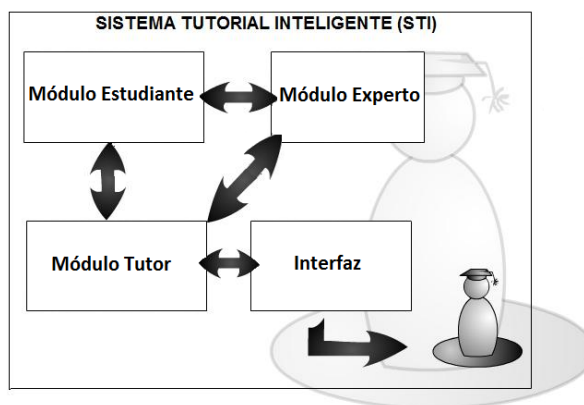 SISTEMA TUTORIAL INTELIGENTE (STI)
Módulo Estudiante
Módulo Experto
Módulo Tutor
Interfaz